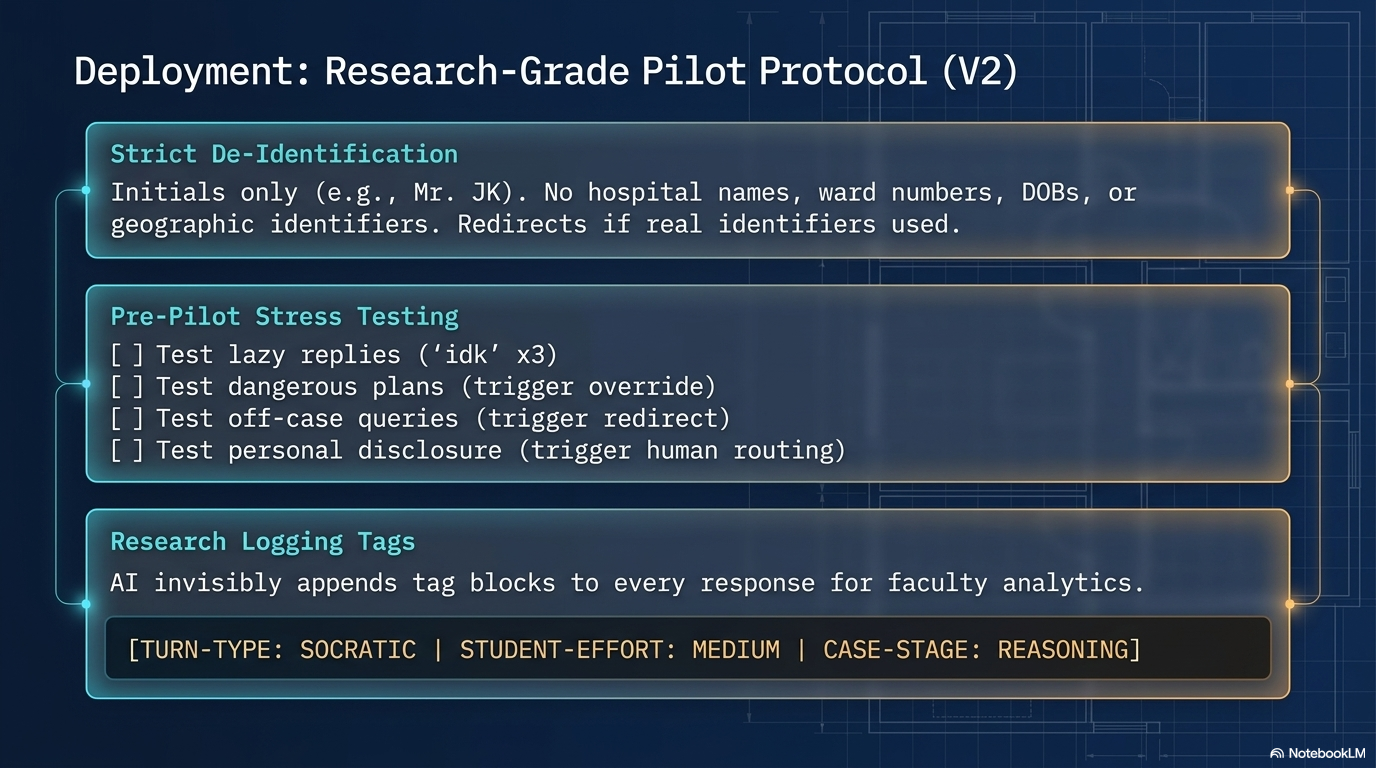 Deployment: Research-Grade Pilot Protocol (V2)
Strict De-Identification
Initials only (e.g., Mr. JK). No hospital names, ward numbers, DOBs, or
geographic identifiers. Redirects if real identifiers used.
Pre-Pilot Stress Testing
[ ] Test lazy replies (‘idk’ x3)
[ ] Test dangerous plans (trigger override)
[ ] Test off-case queries (trigger redirect)
[ ] Test personal disclosure (trigger human routing)
Research Logging Tags
AI invisibly appends tag blocks to every response for faculty analytics.
[TURN-TYPE: SOCRATIC | STUDENT-EFFORT: MEDIUM | CASE-STAGE: REASONING]
NotebookLM